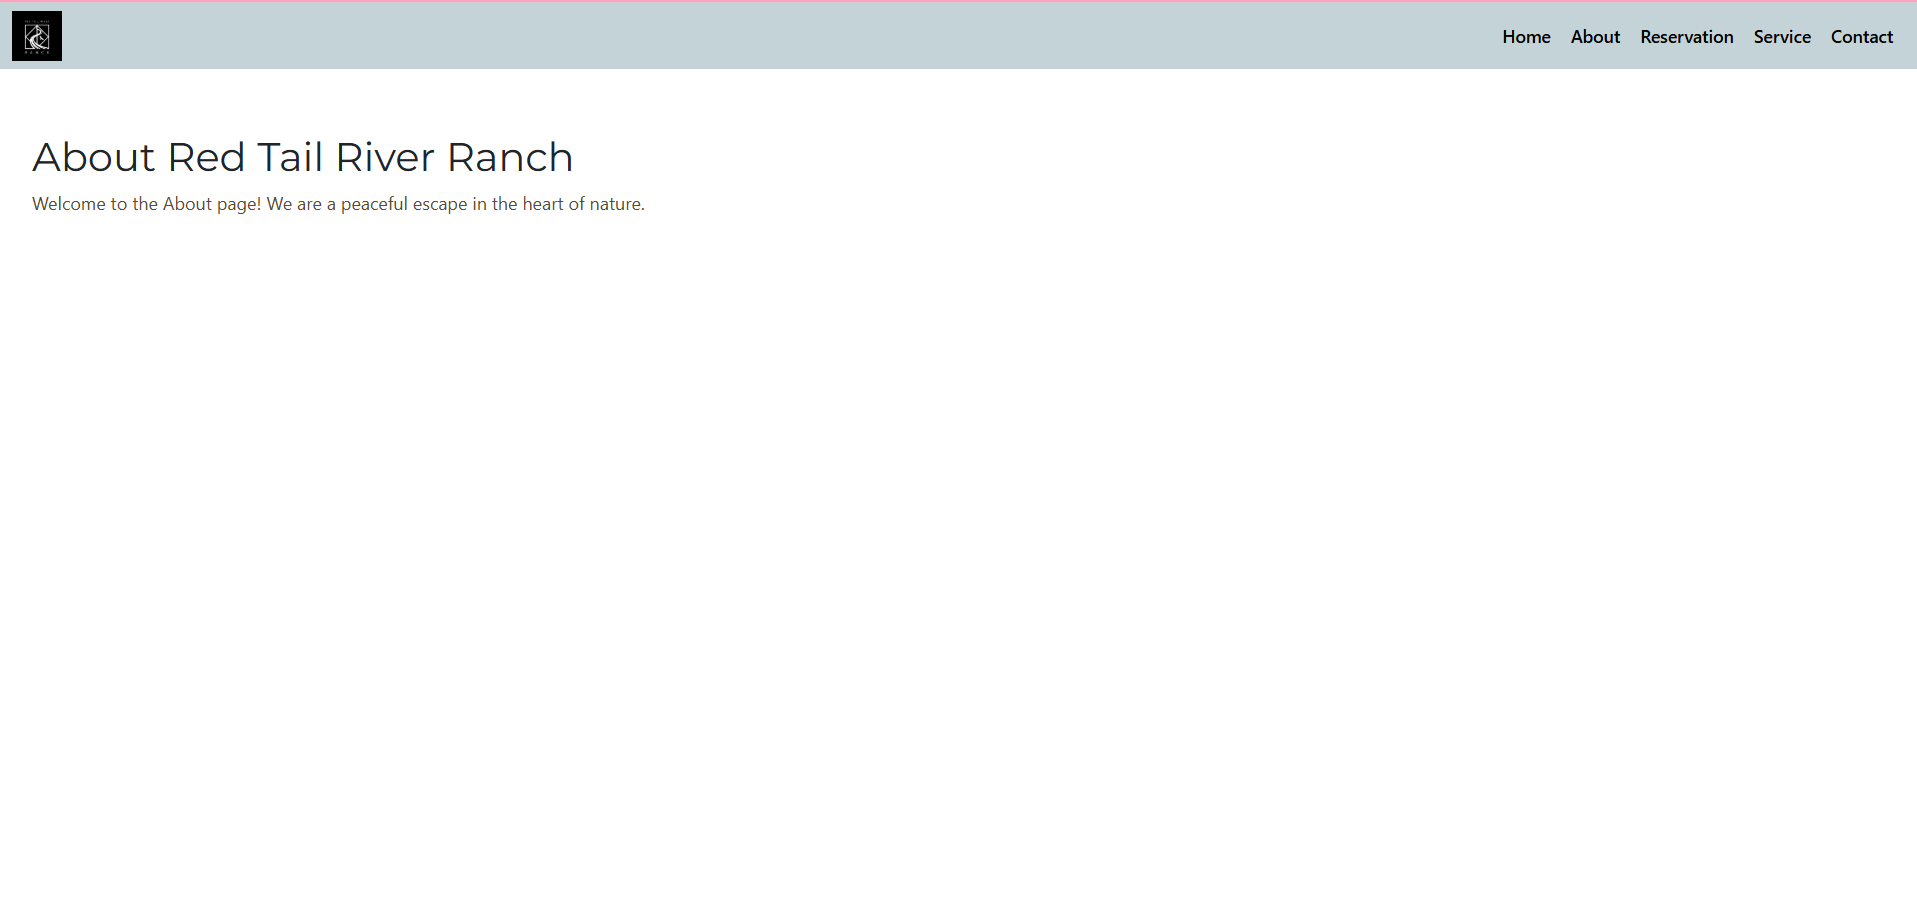 Home About Reservation Service Contact
About Red Tail River Ranch
Welcome to the About page! We are a peaceful escape in the heart of nature.